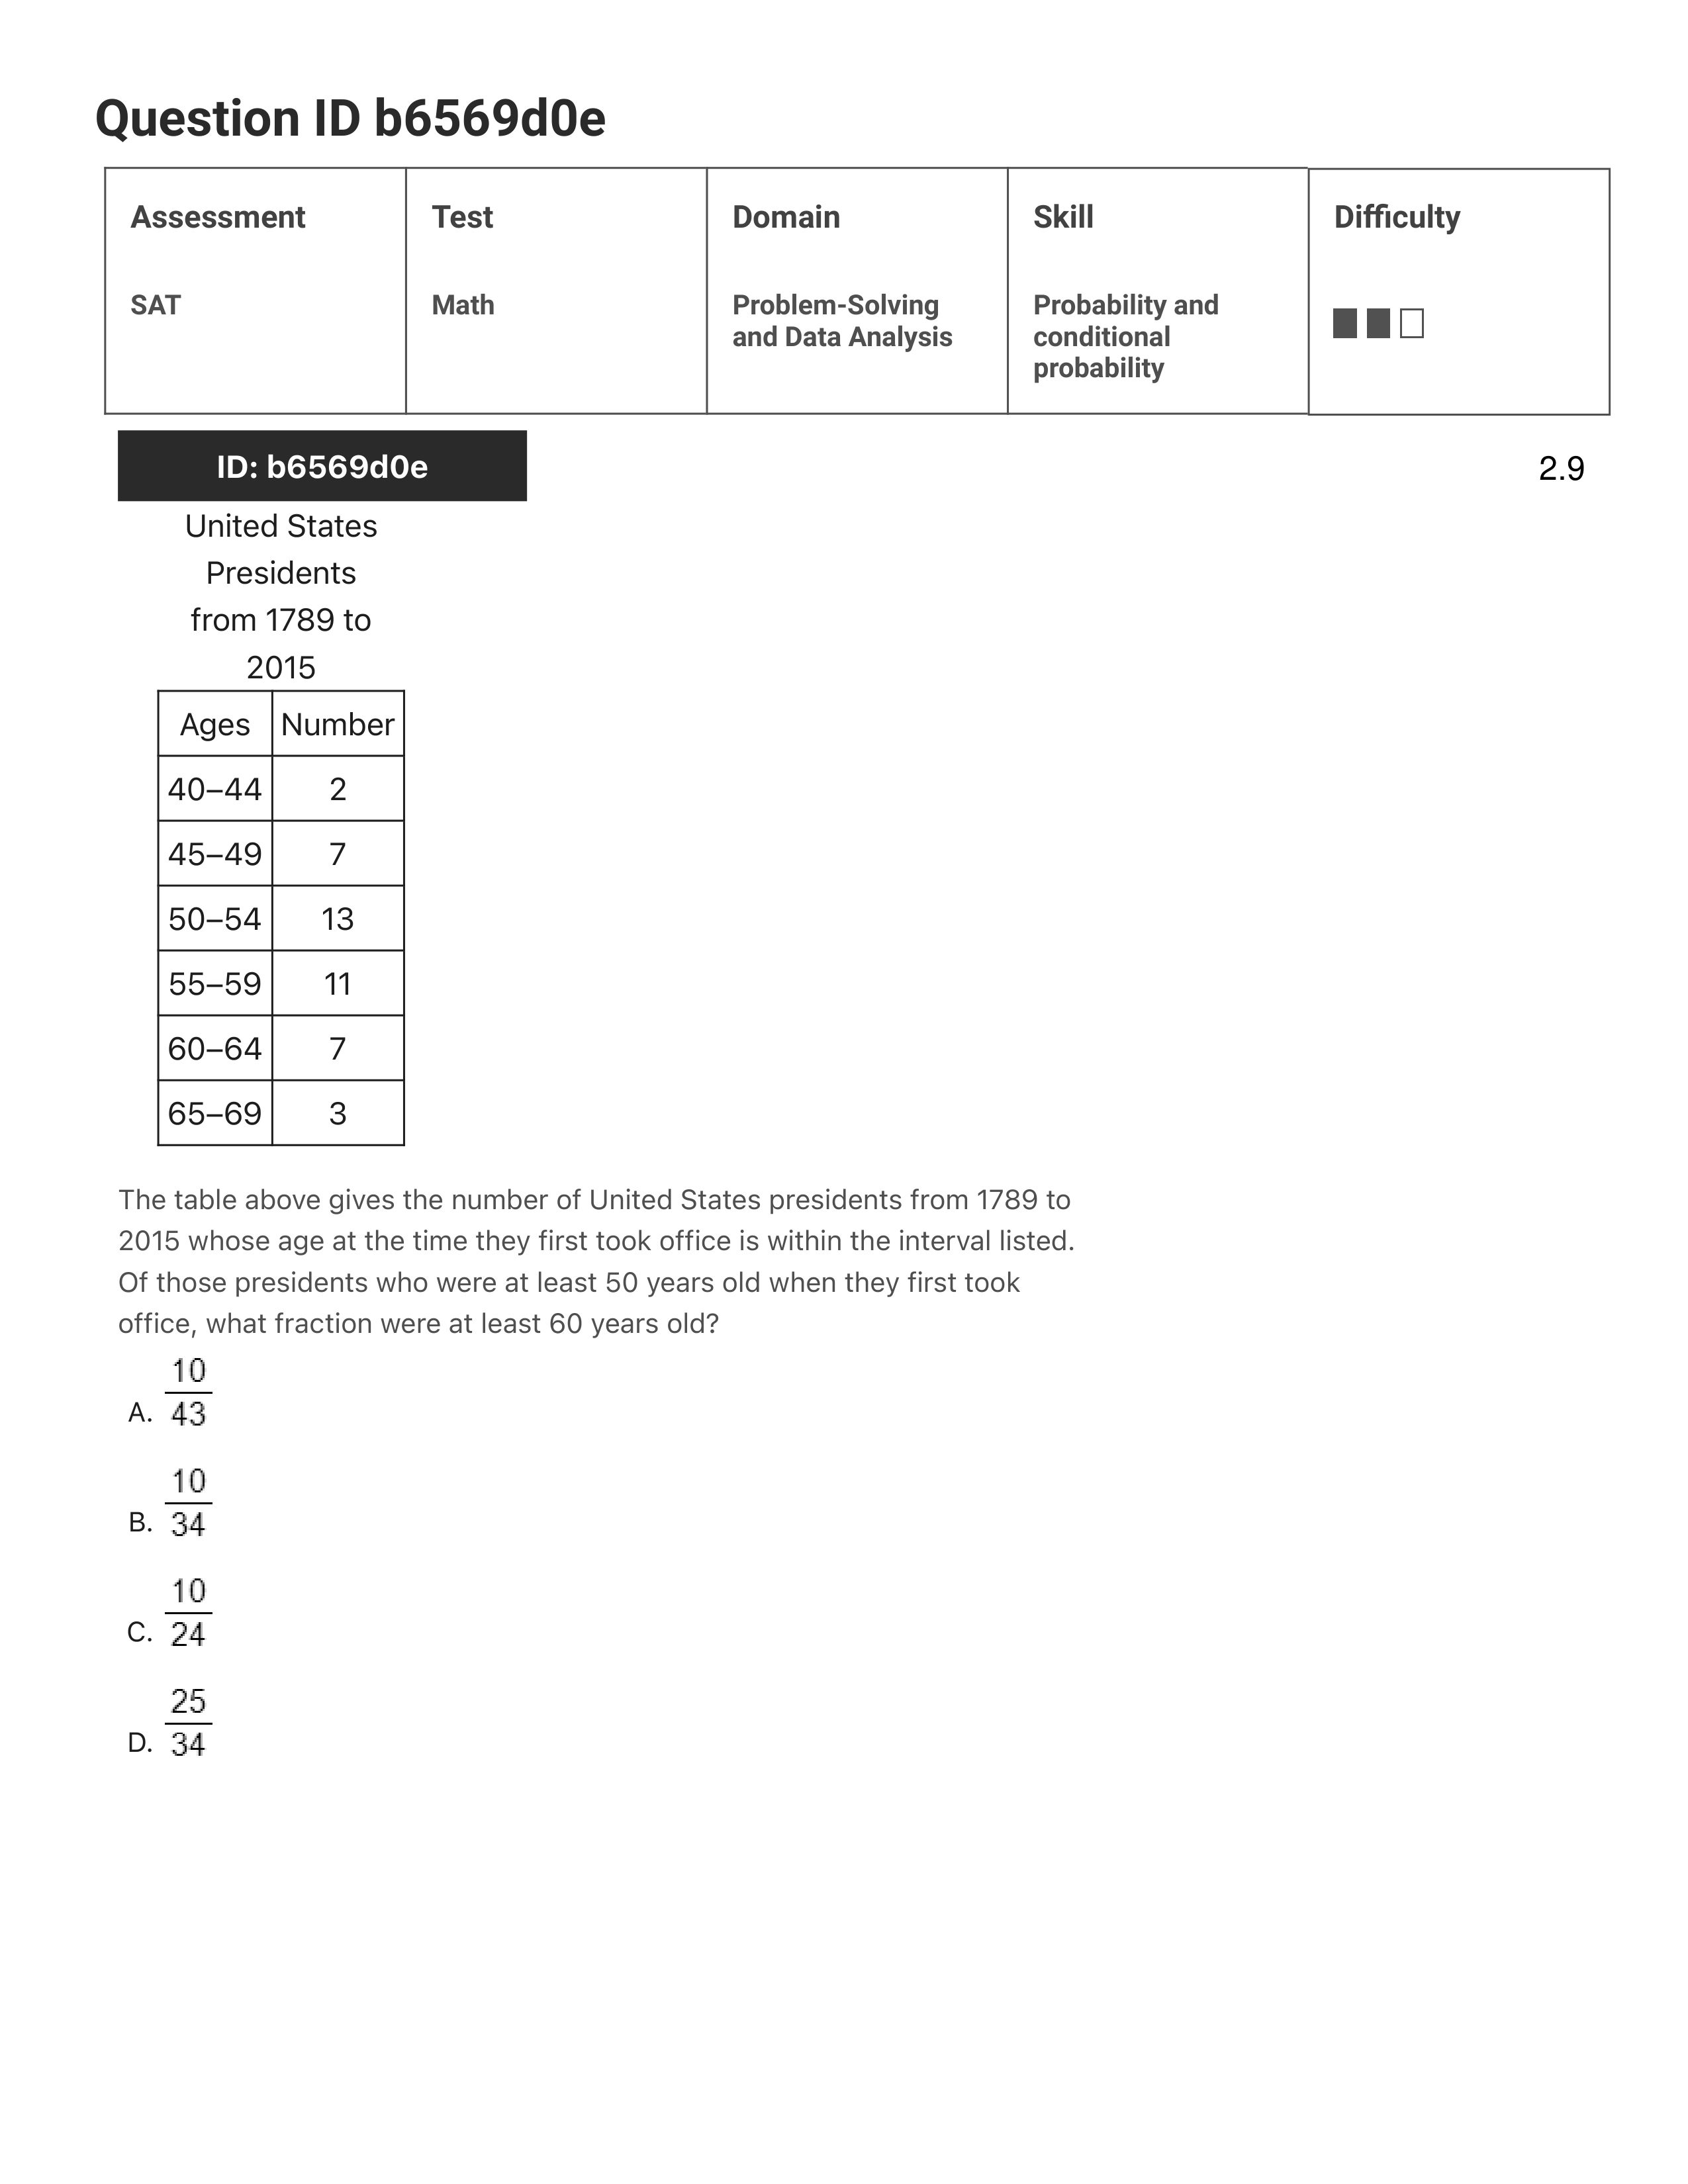 Question ID b6569d0e
Assessment Test Domain Skill Difficulty
SAT Math Problem-Solving and Data Analysis Probability and conditional probability
ID: b6569d0e 2.9
United States
Presidents
from 1789 to
2015
Ages Number
40–44 2
45–49 7
50–54 13
55–59 11
60–64 7
65–69 3
The table above gives the number of United States presidents from 1789 to
2015 whose age at the time they first took office is within the interval listed.
Of those presidents who were at least 50 years old when they first took
office, what fraction were at least 60 years old?
A. 10/43
B. 10/34
C. 10/24
D. 25/34